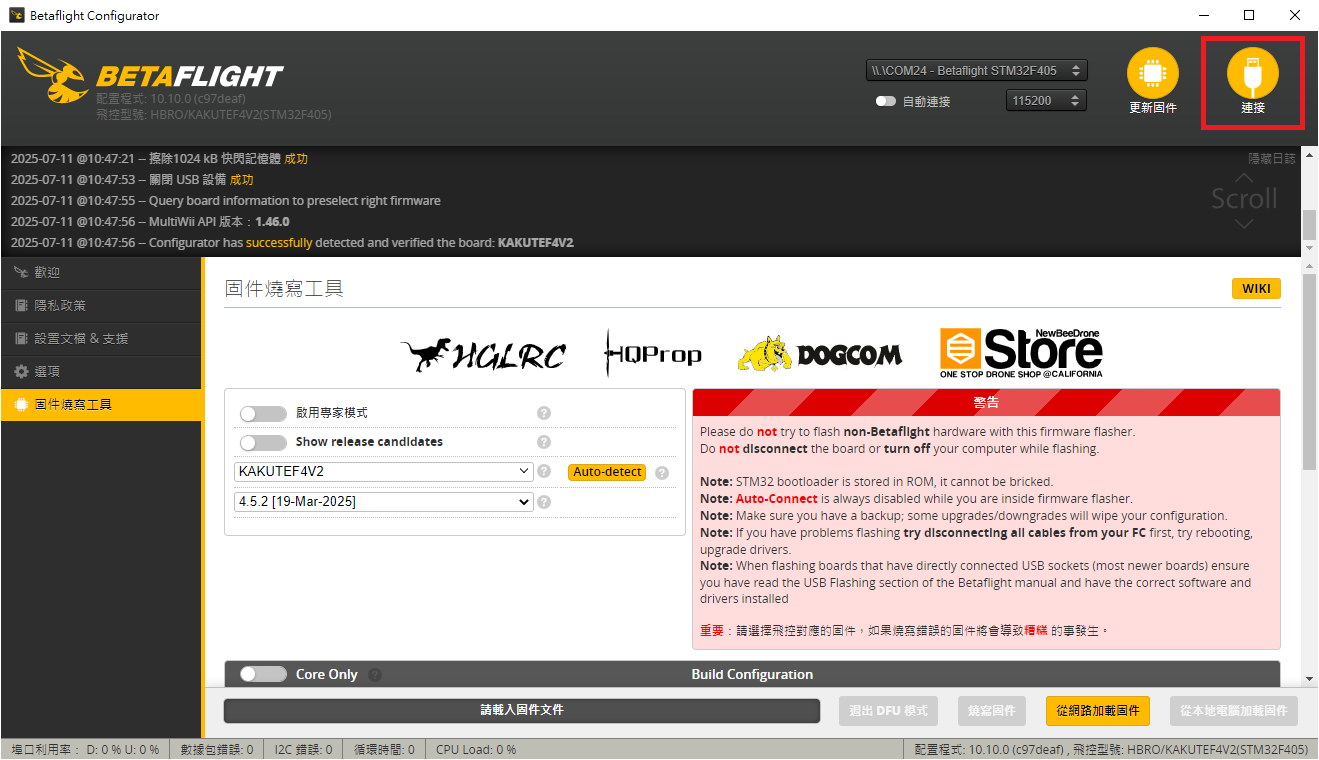 Betaflight Configurator
BETAFLIGHT
配置程式: 10.10.0 (c97deaf)
飛控型號: HBRO/KAKUTEF4V2(STM32F405)
\\.\COM24 - Betaflight STM32F405
自動連接
115200
更新固件
連接
2025-07-11 @10:47:21 -- 擦除1024 kB 快閃記憶體 成功
2025-07-11 @10:47:53 -- 關閉 USB 設備 成功
2025-07-11 @10:47:55 -- Query board information to preselect right firmware
2025-07-11 @10:47:56 -- MultiWii API 版本：1.46.0
2025-07-11 @10:47:56 -- Configurator has successfully detected and verified the board: KAKUTEF4V2
隱藏日誌
Scroll
歡迎
隱私政策
設置文檔 & 支援
選項
固件燒寫工具
固件燒寫工具
WIKI
HGLRC
HQProp
DOGCOM
NewBeeDrone
Store
ONE STOP DRONE SHOP @CALIFORNIA
啟用專家模式
?
Show release candidates
?
KAKUTEF4V2
?
Auto-detect
?
4.5.2 [19-Mar-2025]
?
警告
Please do not try to flash non-Betaflight hardware with this firmware flasher.
Do not disconnect the board or turn off your computer while flashing.
Note: STM32 bootloader is stored in ROM, it cannot be bricked.
Note: Auto-Connect is always disabled while you are inside firmware flasher.
Note: Make sure you have a backup; some upgrades/downgrades will wipe your configuration.
Note: If you have problems flashing try disconnecting all cables from your FC first, try rebooting,
upgrade drivers.
Note: When flashing boards that have directly connected USB sockets (most newer boards) ensure
you have read the USB Flashing section of the Betaflight manual and have the correct software and
drivers installed
重要：請選擇飛控對應的固件，如果燒寫錯誤的固件將會導致糟糕 的事發生。
Core Only
?
Build Configuration
請載入固件文件
退出 DFU 模式
燒寫固件
從網路加載固件
從本地電腦加載固件
埠口利用率： D: 0 % U: 0 %
數據包錯誤: 0
I2C 錯誤: 0
循環時間: 0
CPU Load: 0 %
配置程式: 10.10.0 (c97deaf) , 飛控型號: HBRO/KAKUTEF4V2(STM32F405)